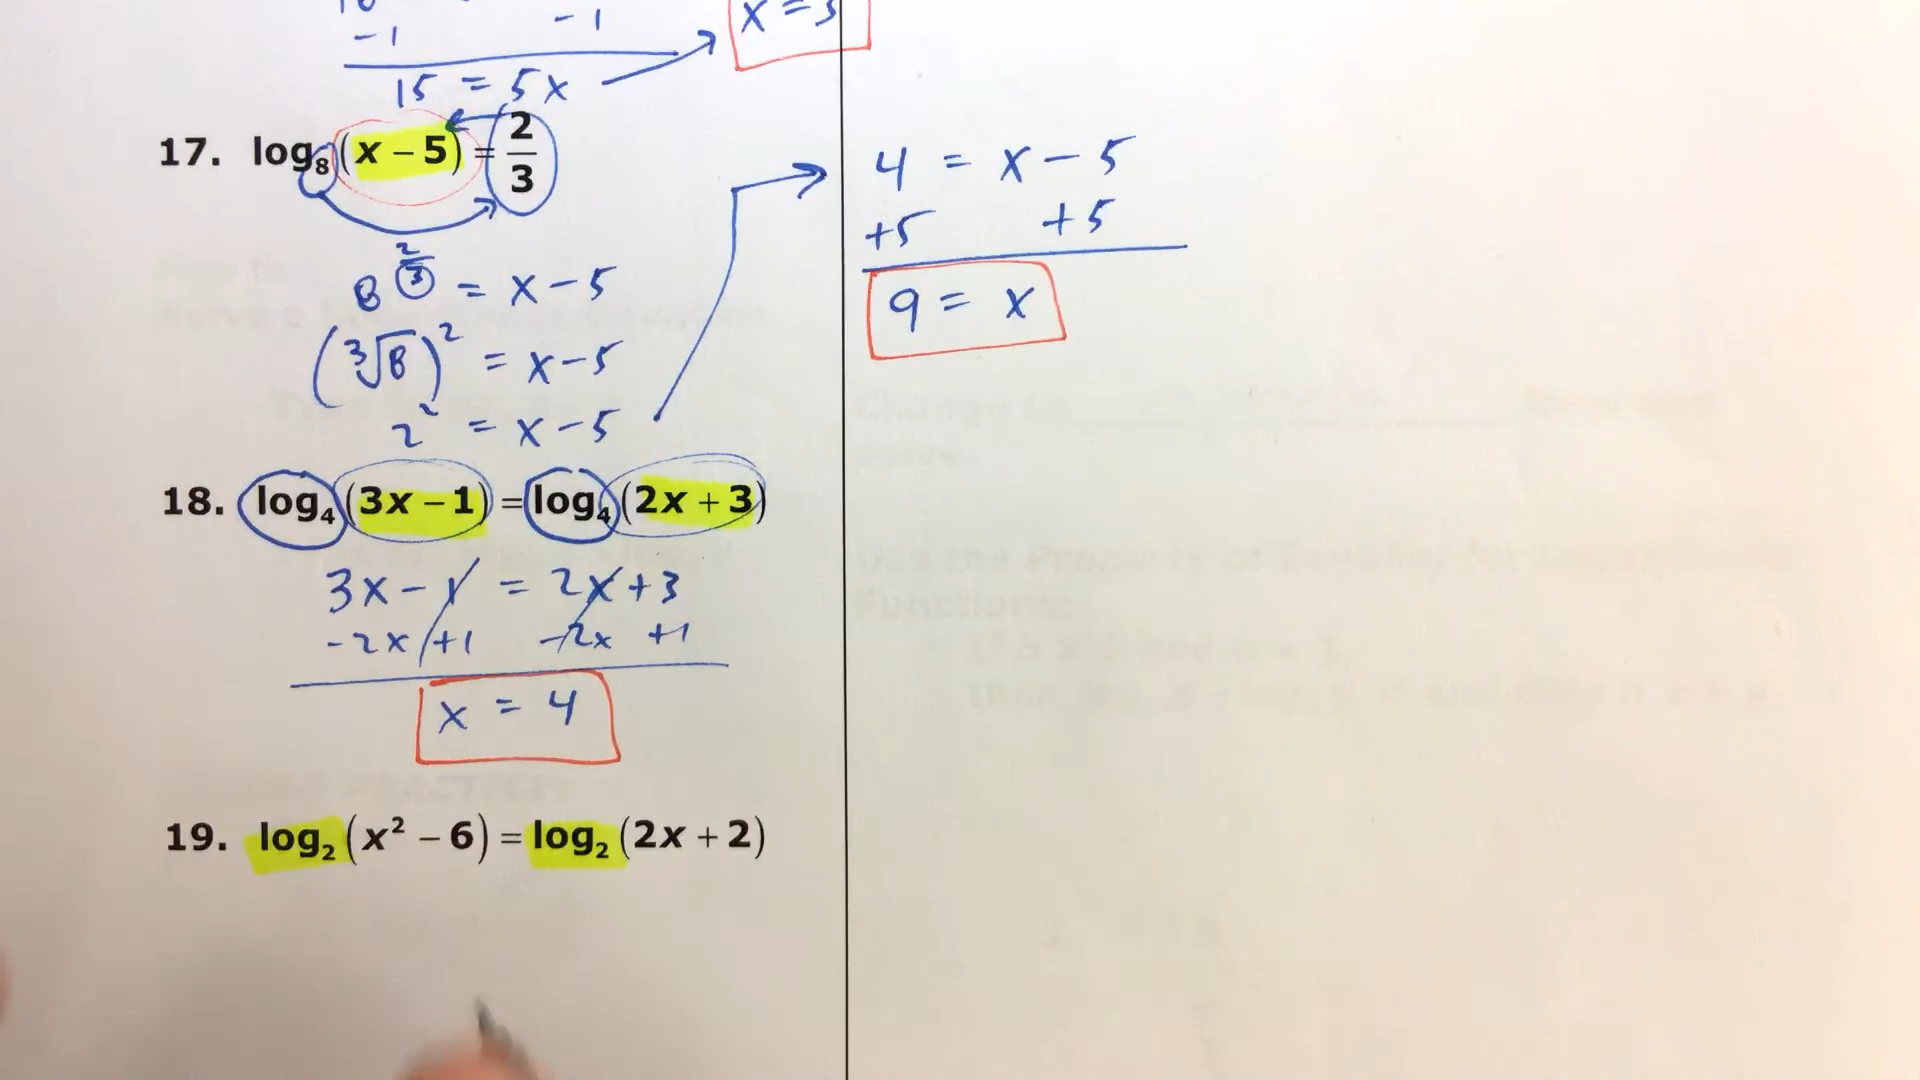 -1 -1
15 = 5x
x = 3
17. log₈(x − 5) = 2/3
8^(2/3) = x − 5
(∛8)² = x − 5
2² = x − 5
4 = x − 5
+5 +5
9 = x
18. log₄(3x − 1) = log₄(2x + 3)
3x − 1 = 2x + 3
-2x +1 -2x +1
x = 4
19. log₂(x² − 6) = log₂(2x + 2)